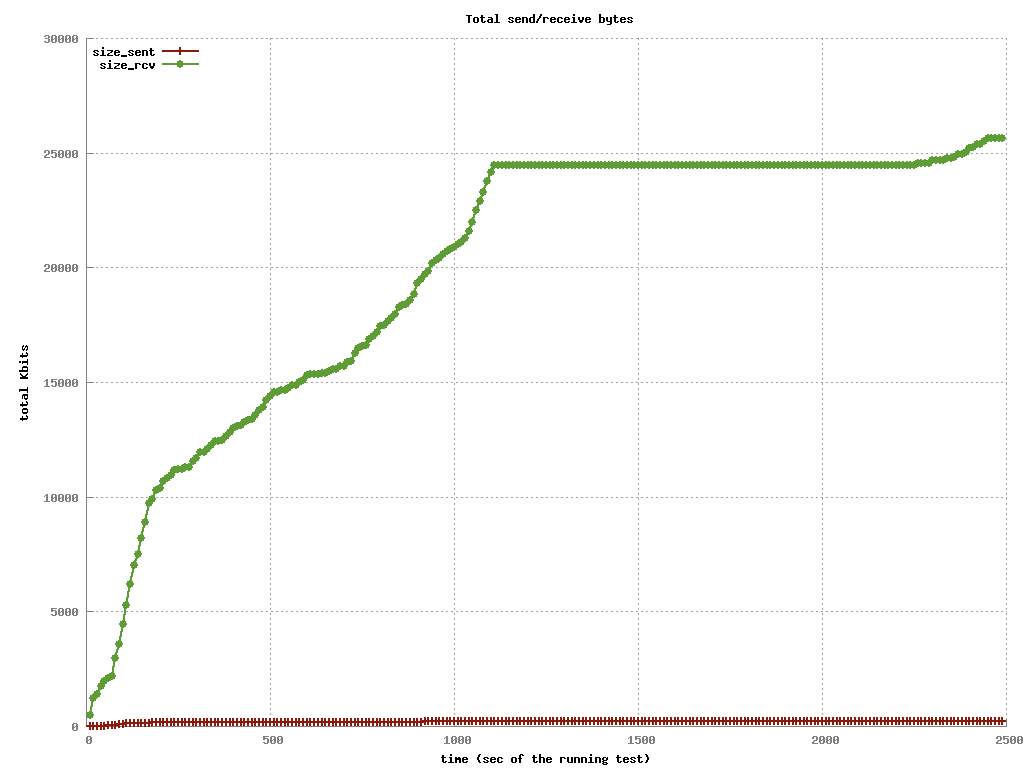 Total send/receive bytes
30000
size_sent
size_rcv
25000
20000
15000
total Kbits
10000
5000
0
0 500 1000 1500 2000 2500
time (sec of the running test)